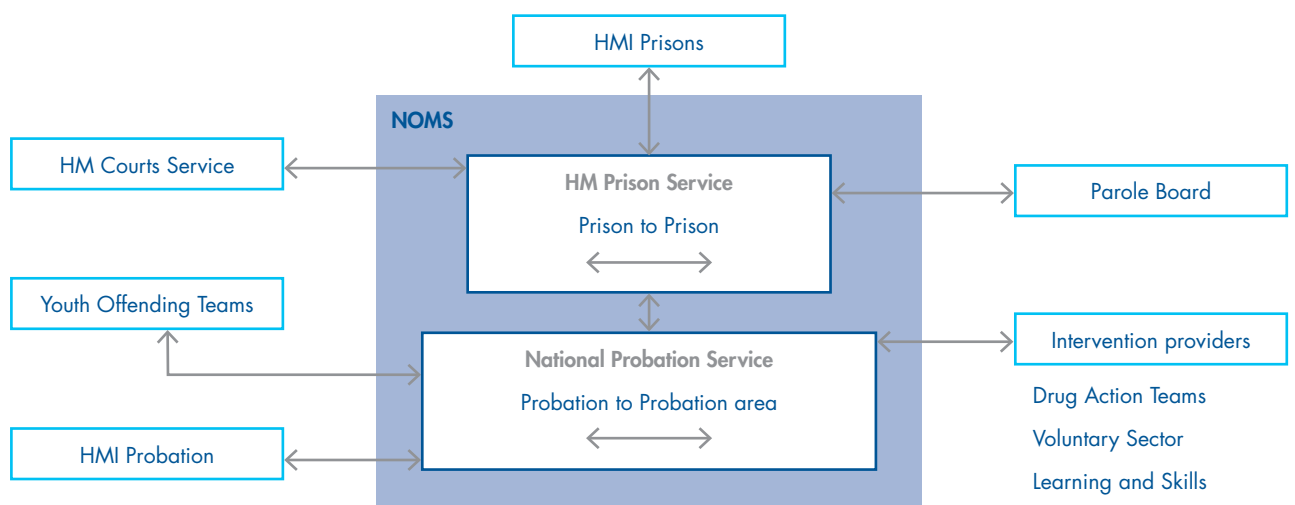 HMI Prisons
NOMS
HM Courts Service
HM Prison Service
Prison to Prison
Parole Board
Youth Offending Teams
National Probation Service
Probation to Probation area
Intervention providers
Drug Action Teams
Voluntary Sector
Learning and Skills
HMI Probation